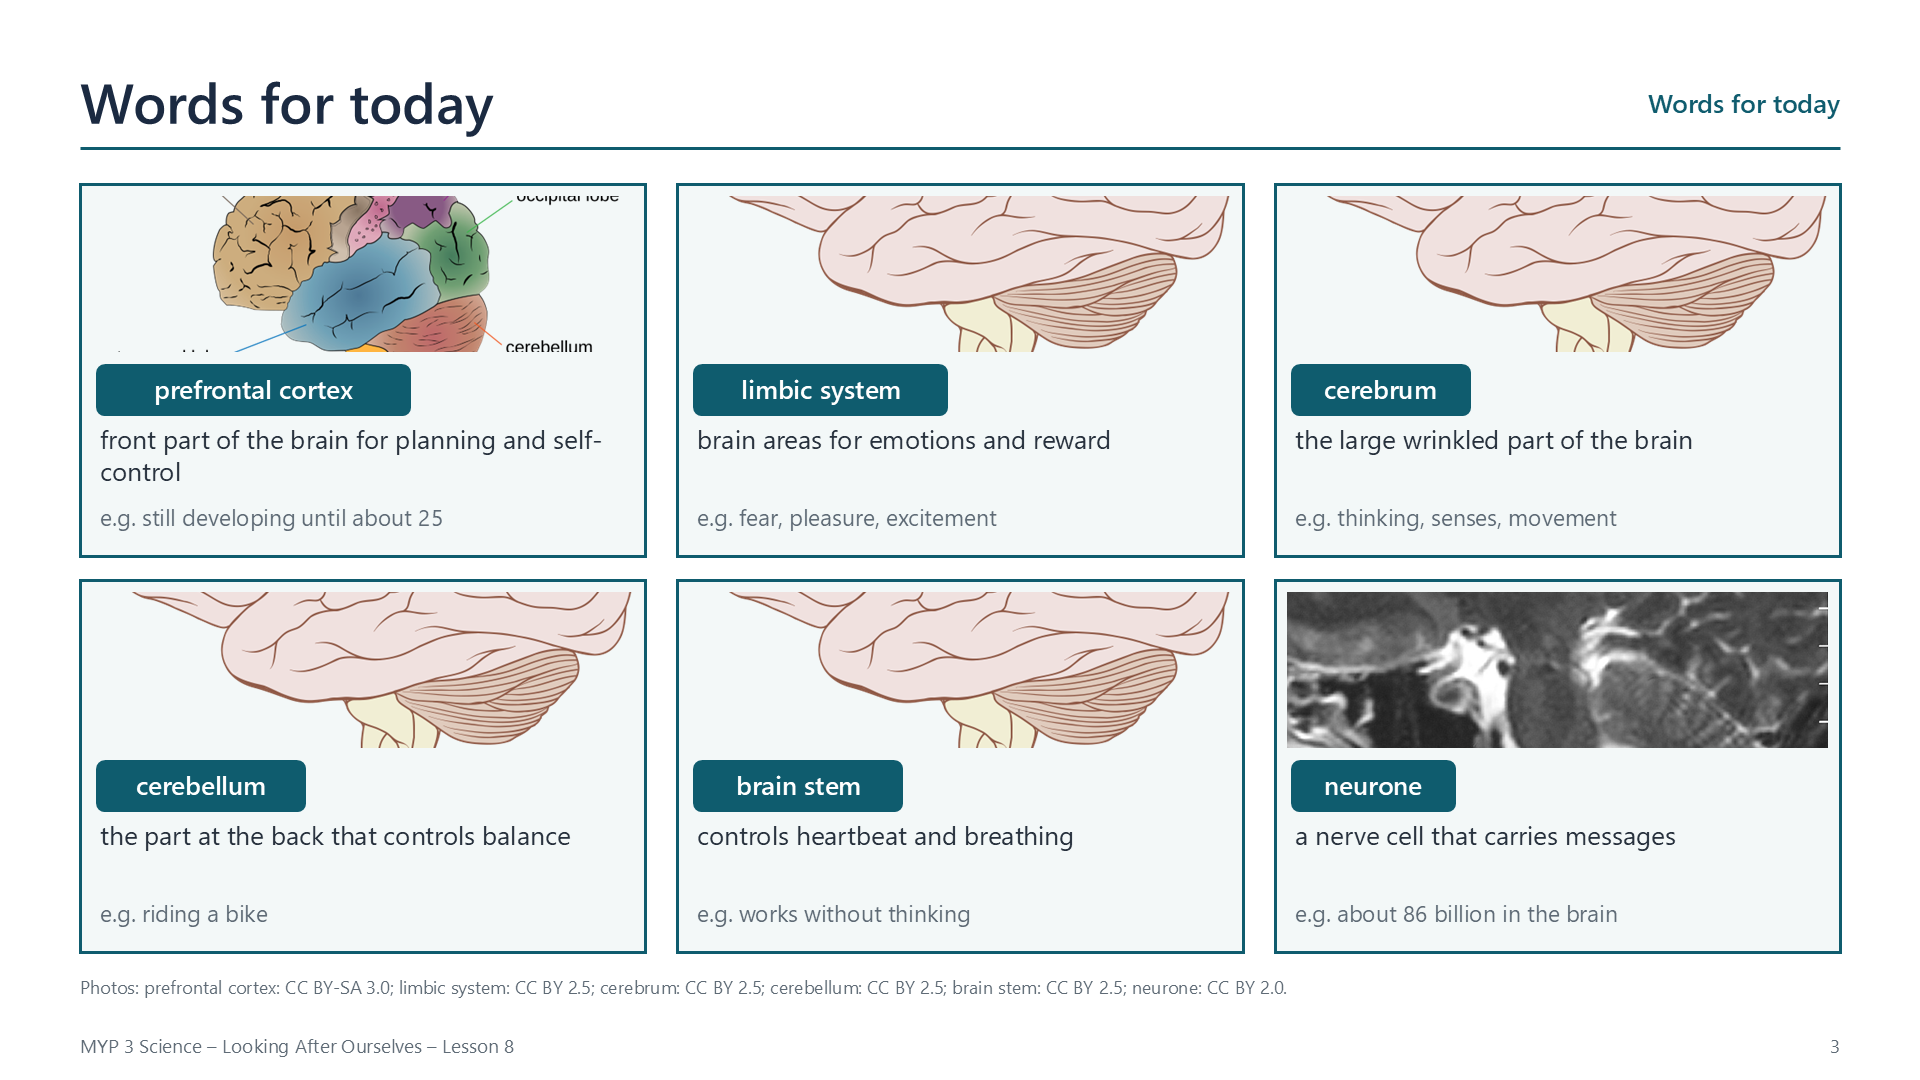 Words for today
Words for today
occipital lobe
cerebellum
prefrontal cortex
front part of the brain for planning and self-
control
e.g. still developing until about 25
limbic system
brain areas for emotions and reward
e.g. fear, pleasure, excitement
cerebrum
the large wrinkled part of the brain
e.g. thinking, senses, movement
cerebellum
the part at the back that controls balance
e.g. riding a bike
brain stem
controls heartbeat and breathing
e.g. works without thinking
neurone
a nerve cell that carries messages
e.g. about 86 billion in the brain
Photos: prefrontal cortex: CC BY-SA 3.0; limbic system: CC BY 2.5; cerebrum: CC BY 2.5; cerebellum: CC BY 2.5; brain stem: CC BY 2.5; neurone: CC BY 2.0.
MYP 3 Science – Looking After Ourselves – Lesson 8
3